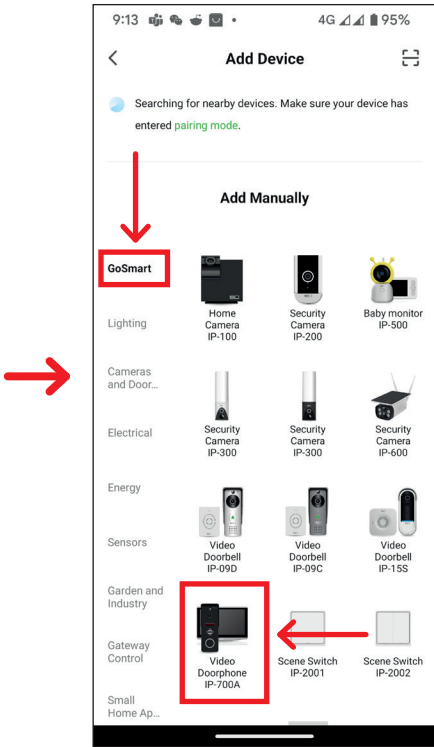 9:13
4G 95%
Add Device
Searching for nearby devices. Make sure your device has
entered pairing mode.
Add Manually
GoSmart
Home
Camera
IP-100
Security
Camera
IP-200
Baby monitor
IP-500
Lighting
Cameras
and Door...
Security
Camera
IP-300
Security
Camera
IP-300
Security
Camera
IP-600
Electrical
Energy
Sensors
Video
Doorbell
IP-09D
Video
Doorbell
IP-09C
Video
Doorbell
IP-15S
Garden and
Industry
Gateway
Control
Small
Home Ap...
Video
Doorphone
IP-700A
Scene Switch
IP-2001
Scene Switch
IP-2002